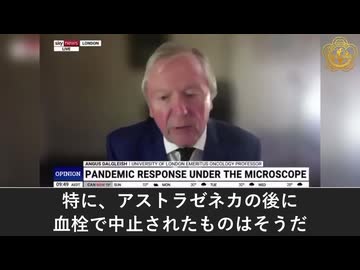 sky news
LONDON
LIVE
ANGUS DALGLEISH | UNIVERSITY OF LONDON EMERITUS ONCOLOGY PROFESSOR
OPINION
PANDEMIC RESPONSE UNDER THE MICROSCOPE
09:49
特に、アストラゼネカの後に
血栓で中止されたものはそうだ